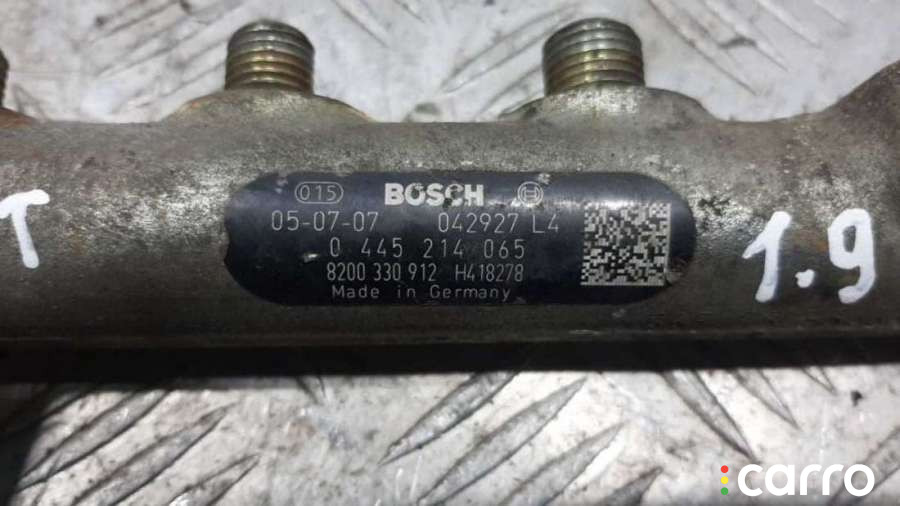 015 BOSCH
05-07-07 042927 L4
0 445 214 065
8200 330 912 H418278
Made in Germany
T
1.9
carro